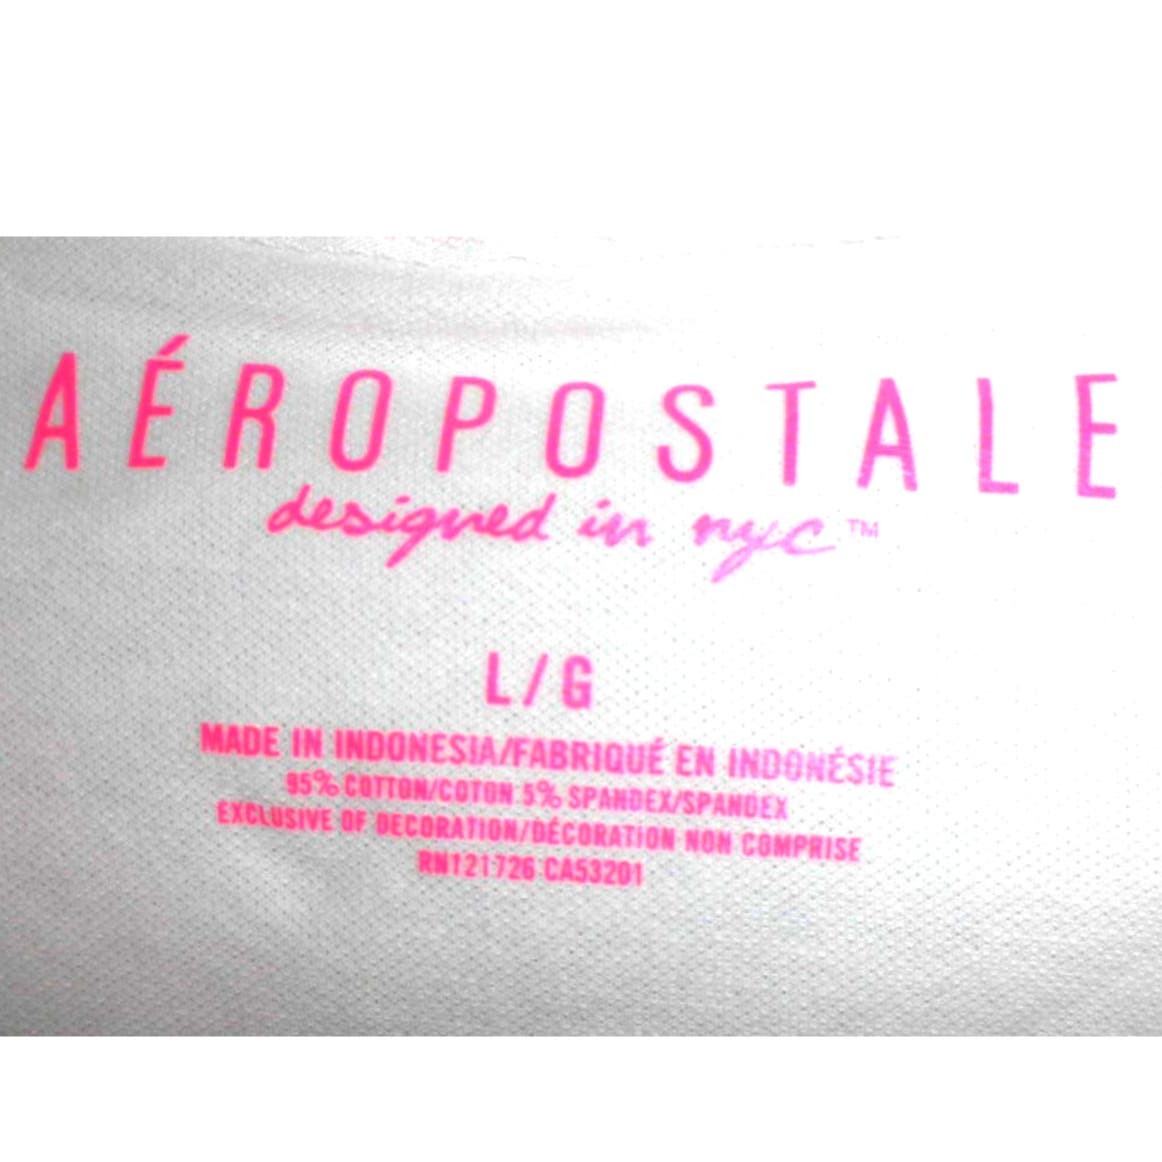 AÉROPOSTALE
designed in nyc™
L/G
MADE IN INDONESIA/FABRIQUÉ EN INDONÉSIE
95% COTTON/COTON 5% SPANDEX/SPANDEX
EXCLUSIVE OF DECORATION/DÉCORATION NON COMPRISE
RN121726 CA53201